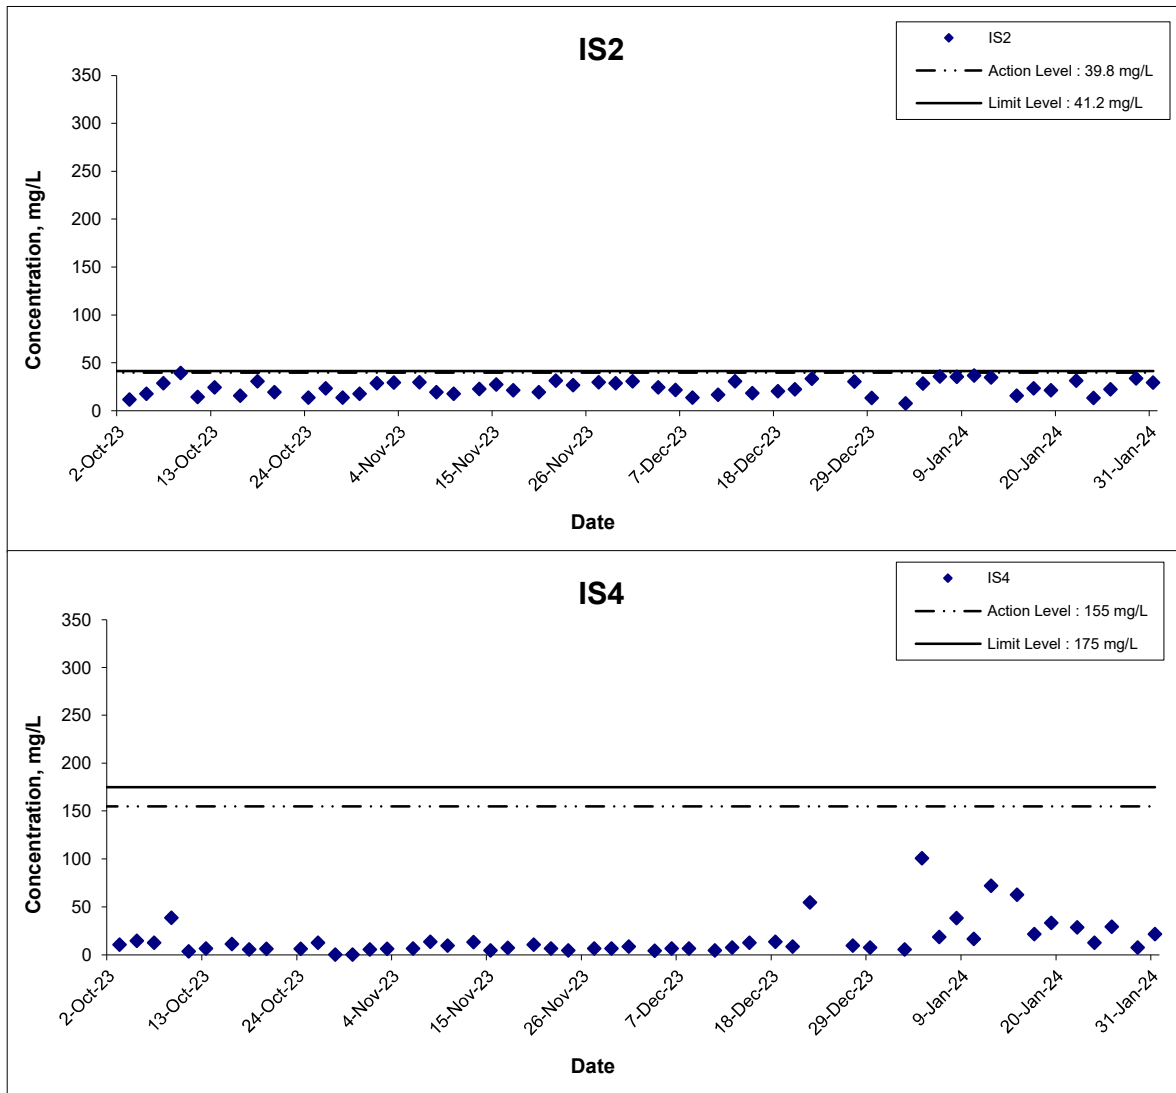 IS2
IS2
Action Level : 39.8 mg/L
Limit Level : 41.2 mg/L
Concentration, mg/L
350
300
250
200
150
100
50
0
2-Oct-23
13-Oct-23
24-Oct-23
4-Nov-23
15-Nov-23
26-Nov-23
7-Dec-23
18-Dec-23
29-Dec-23
9-Jan-24
20-Jan-24
31-Jan-24
Date
IS4
IS4
Action Level : 155 mg/L
Limit Level : 175 mg/L
Concentration, mg/L
350
300
250
200
150
100
50
0
2-Oct-23
13-Oct-23
24-Oct-23
4-Nov-23
15-Nov-23
26-Nov-23
7-Dec-23
18-Dec-23
29-Dec-23
9-Jan-24
20-Jan-24
31-Jan-24
Date